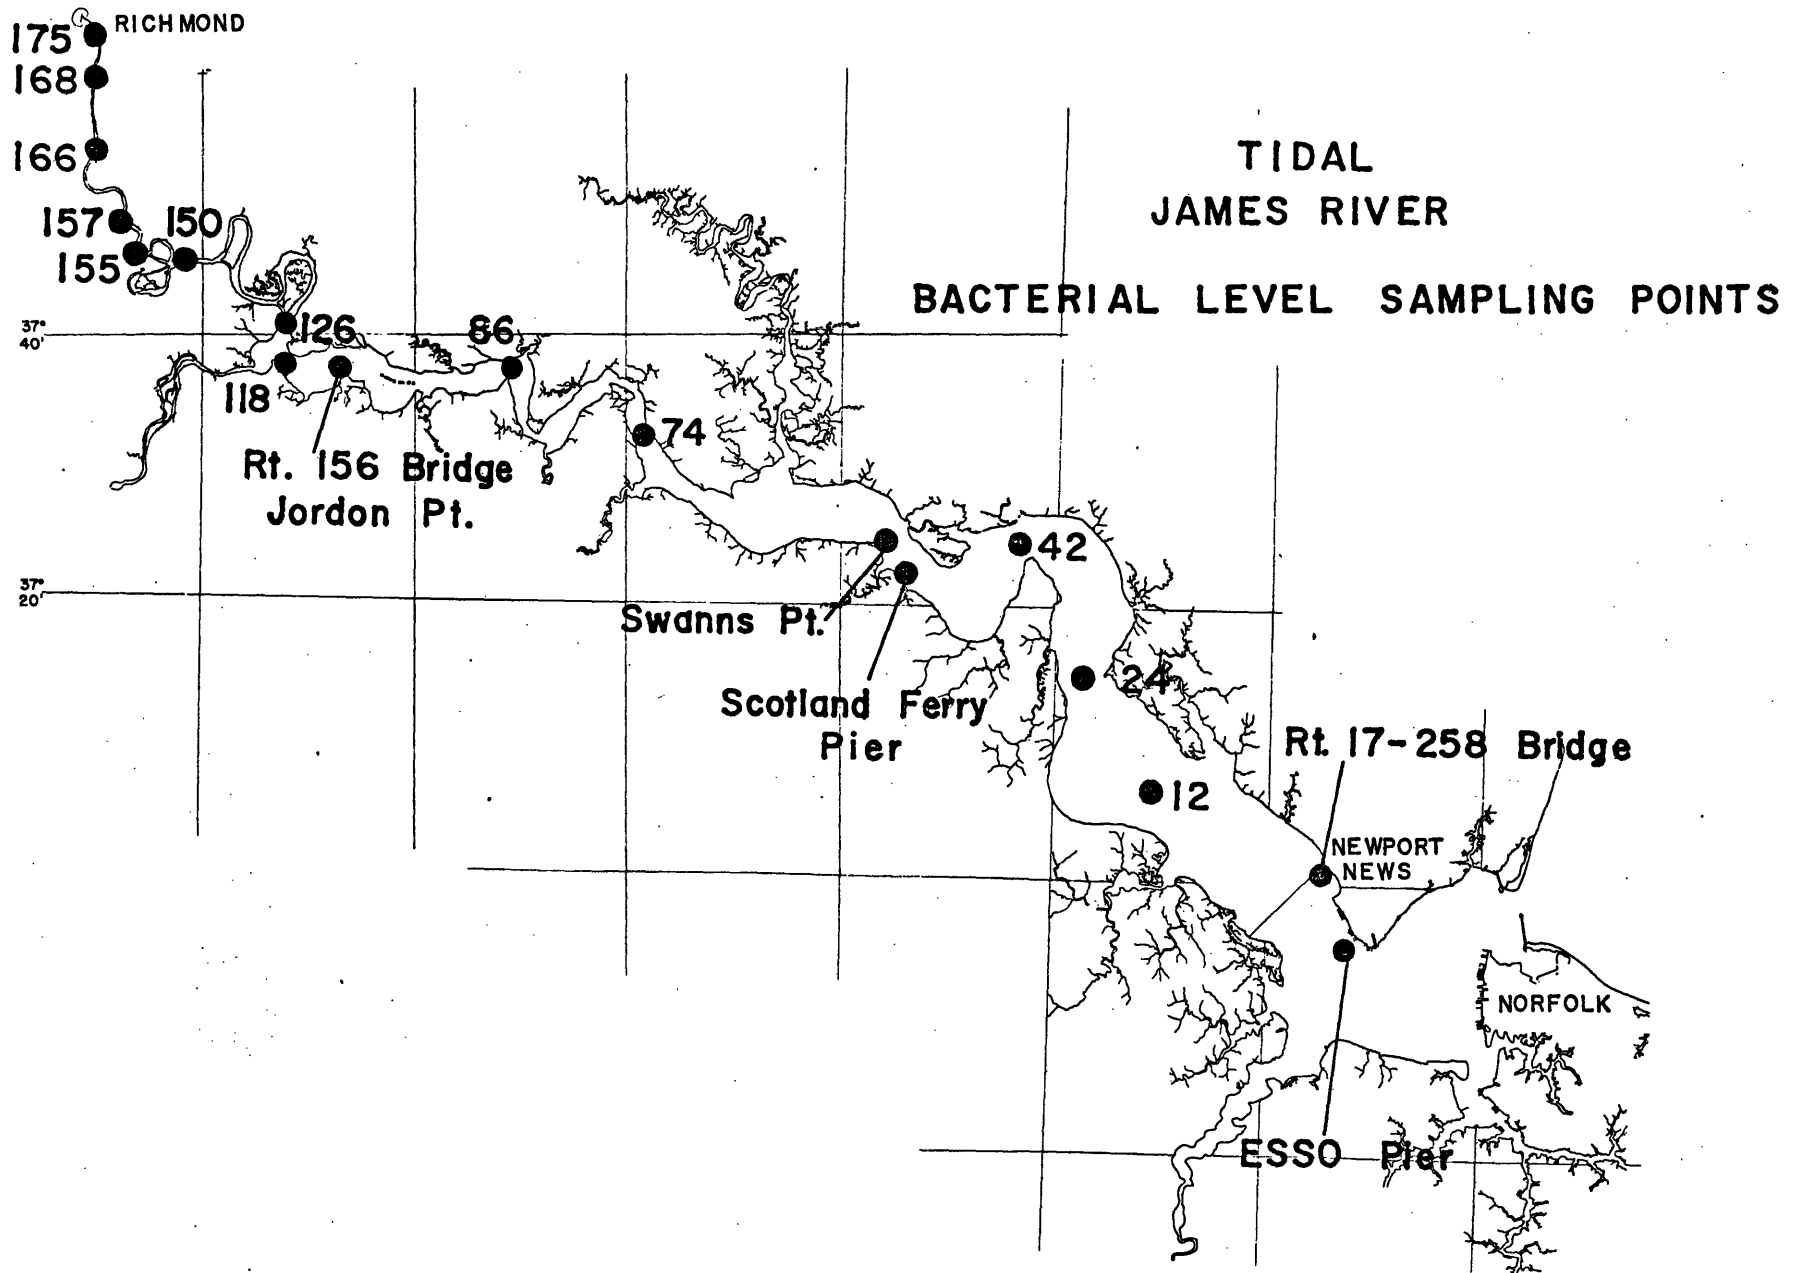 RICHMOND
175
168
166
157
150
155
TIDAL
JAMES RIVER
BACTERIAL LEVEL SAMPLING POINTS
37°
40'
126
86
118
74
Rt. 156 Bridge
Jordon Pt.
42
37°
20'
Swanns Pt.
24
Scotland Ferry
Pier
Rt. 17-258 Bridge
12
NEWPORT
NEWS
NORFOLK
ESSO Pier